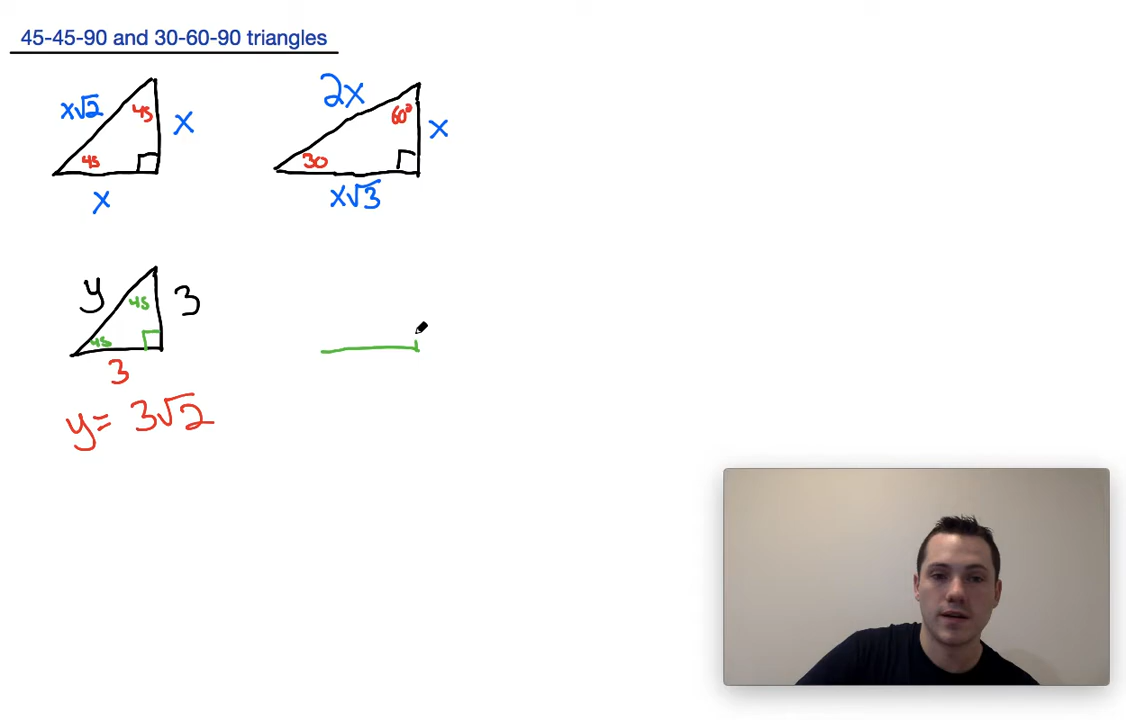 45-45-90 and 30-60-90 triangles
x√2
45
45
x
x
2x
60°
30
x
x√3
y
45
45
3
3
y= 3√2